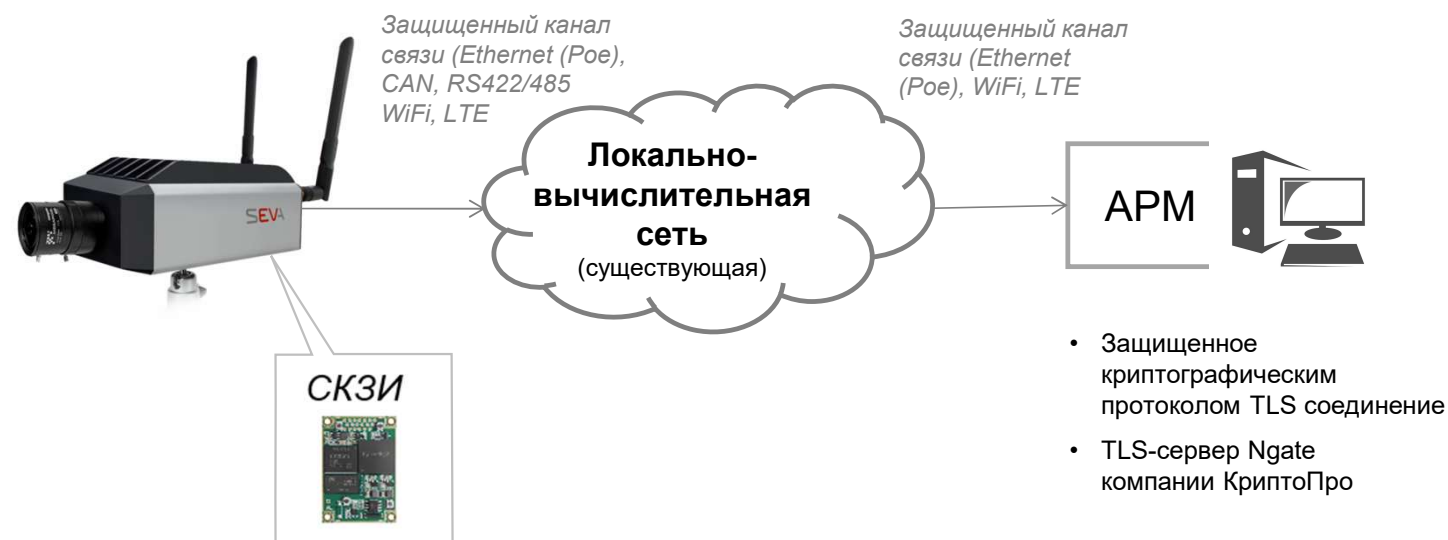 Защищенный канал
связи (Ethernet (Poe),
CAN, RS422/485
WiFi, LTE
Защищенный канал
связи (Ethernet
(Poe), WiFi, LTE
Локально-
вычислительная
сеть
(существующая)
SEVA
АРМ
СКЗИ
• Защищенное
криптографическим
протоколом TLS соединение
• TLS-сервер Ngate
компании КриптоПро